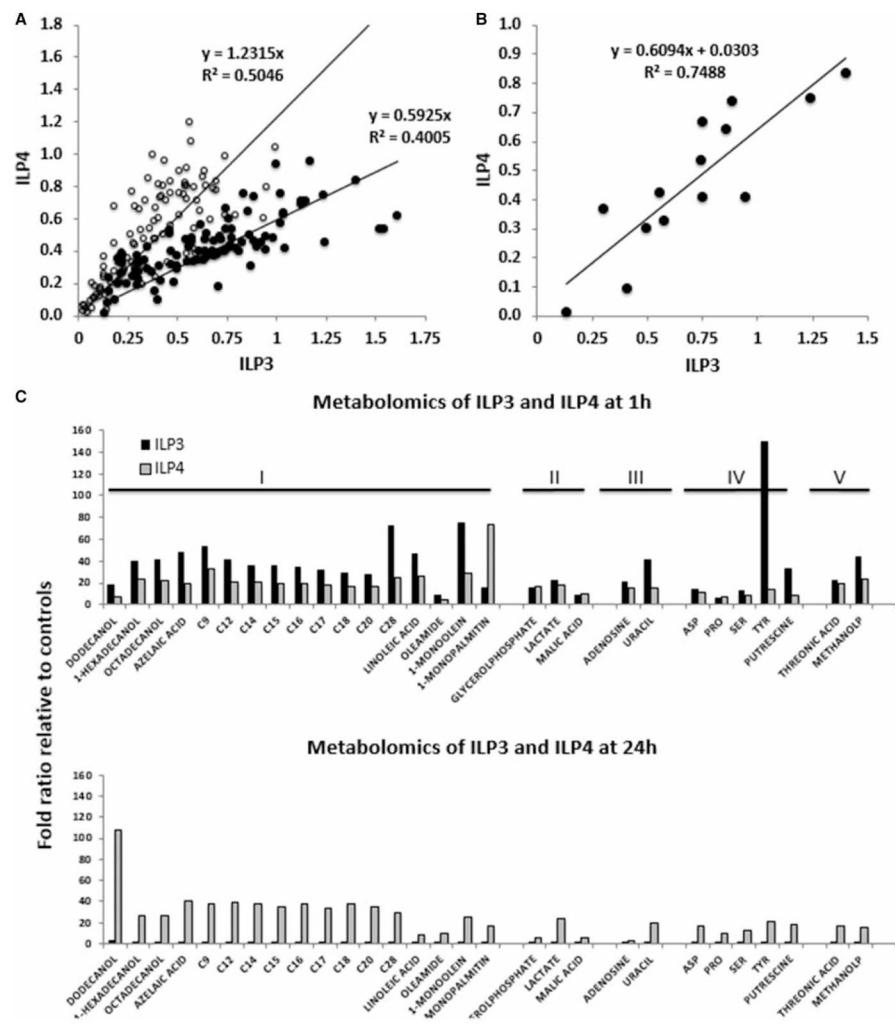 A
1.8
1.6
1.4
1.2
1.0
0.8
0.6
0.4
0.2
0.0
ILP4
y = 1.2315x
R² = 0.5046
y = 0.5925x
R² = 0.4005
0 0.25 0.5 0.75 1 1.25 1.5 1.75
ILP3
B
1.0
0.9
0.8
0.7
0.6
0.5
0.4
0.3
0.2
0.1
0.0
ILP4
y = 0.6094x + 0.0303
R² = 0.7488
0 0.5 1 1.5
ILP3
C
Metabolomics of ILP3 and ILP4 at 1h
160
140
120
100
80
60
40
20
0
ILP3
ILP4
I II III IV V
DODECANOL
1-HEXADECANOL
OCTADECANOL
AZELAIC ACID
C9
C12
C14
C15
C16
C17
C18
C20
C28
LINOLEIC ACID
OLEAMIDE
1-MONOOLEIN
1-MONOPALMITIN
GLYCEROLPHOSPHATE
LACTATE
MALIC ACID
ADENOSINE
URACIL
ASP
PRO
SER
TYR
PUTRESCINE
THREONIC ACID
METHANOLP
Fold ratio relative to controls
Metabolomics of ILP3 and ILP4 at 24h
160
140
120
100
80
60
40
20
0
DODECANOL
1-HEXADECANOL
OCTADECANOL
AZELAIC ACID
C9
C12
C14
C15
C16
C17
C18
C20
C28
LINOLEIC ACID
OLEAMIDE
1-MONOOLEIN
MONOPALMITIN
EROLPHOSPHATE
LACTATE
MALIC ACID
ADENOSINE
URACIL
ASP
PRO
SER
TYR
PUTRESCINE
THREONIC ACID
METHANOLP